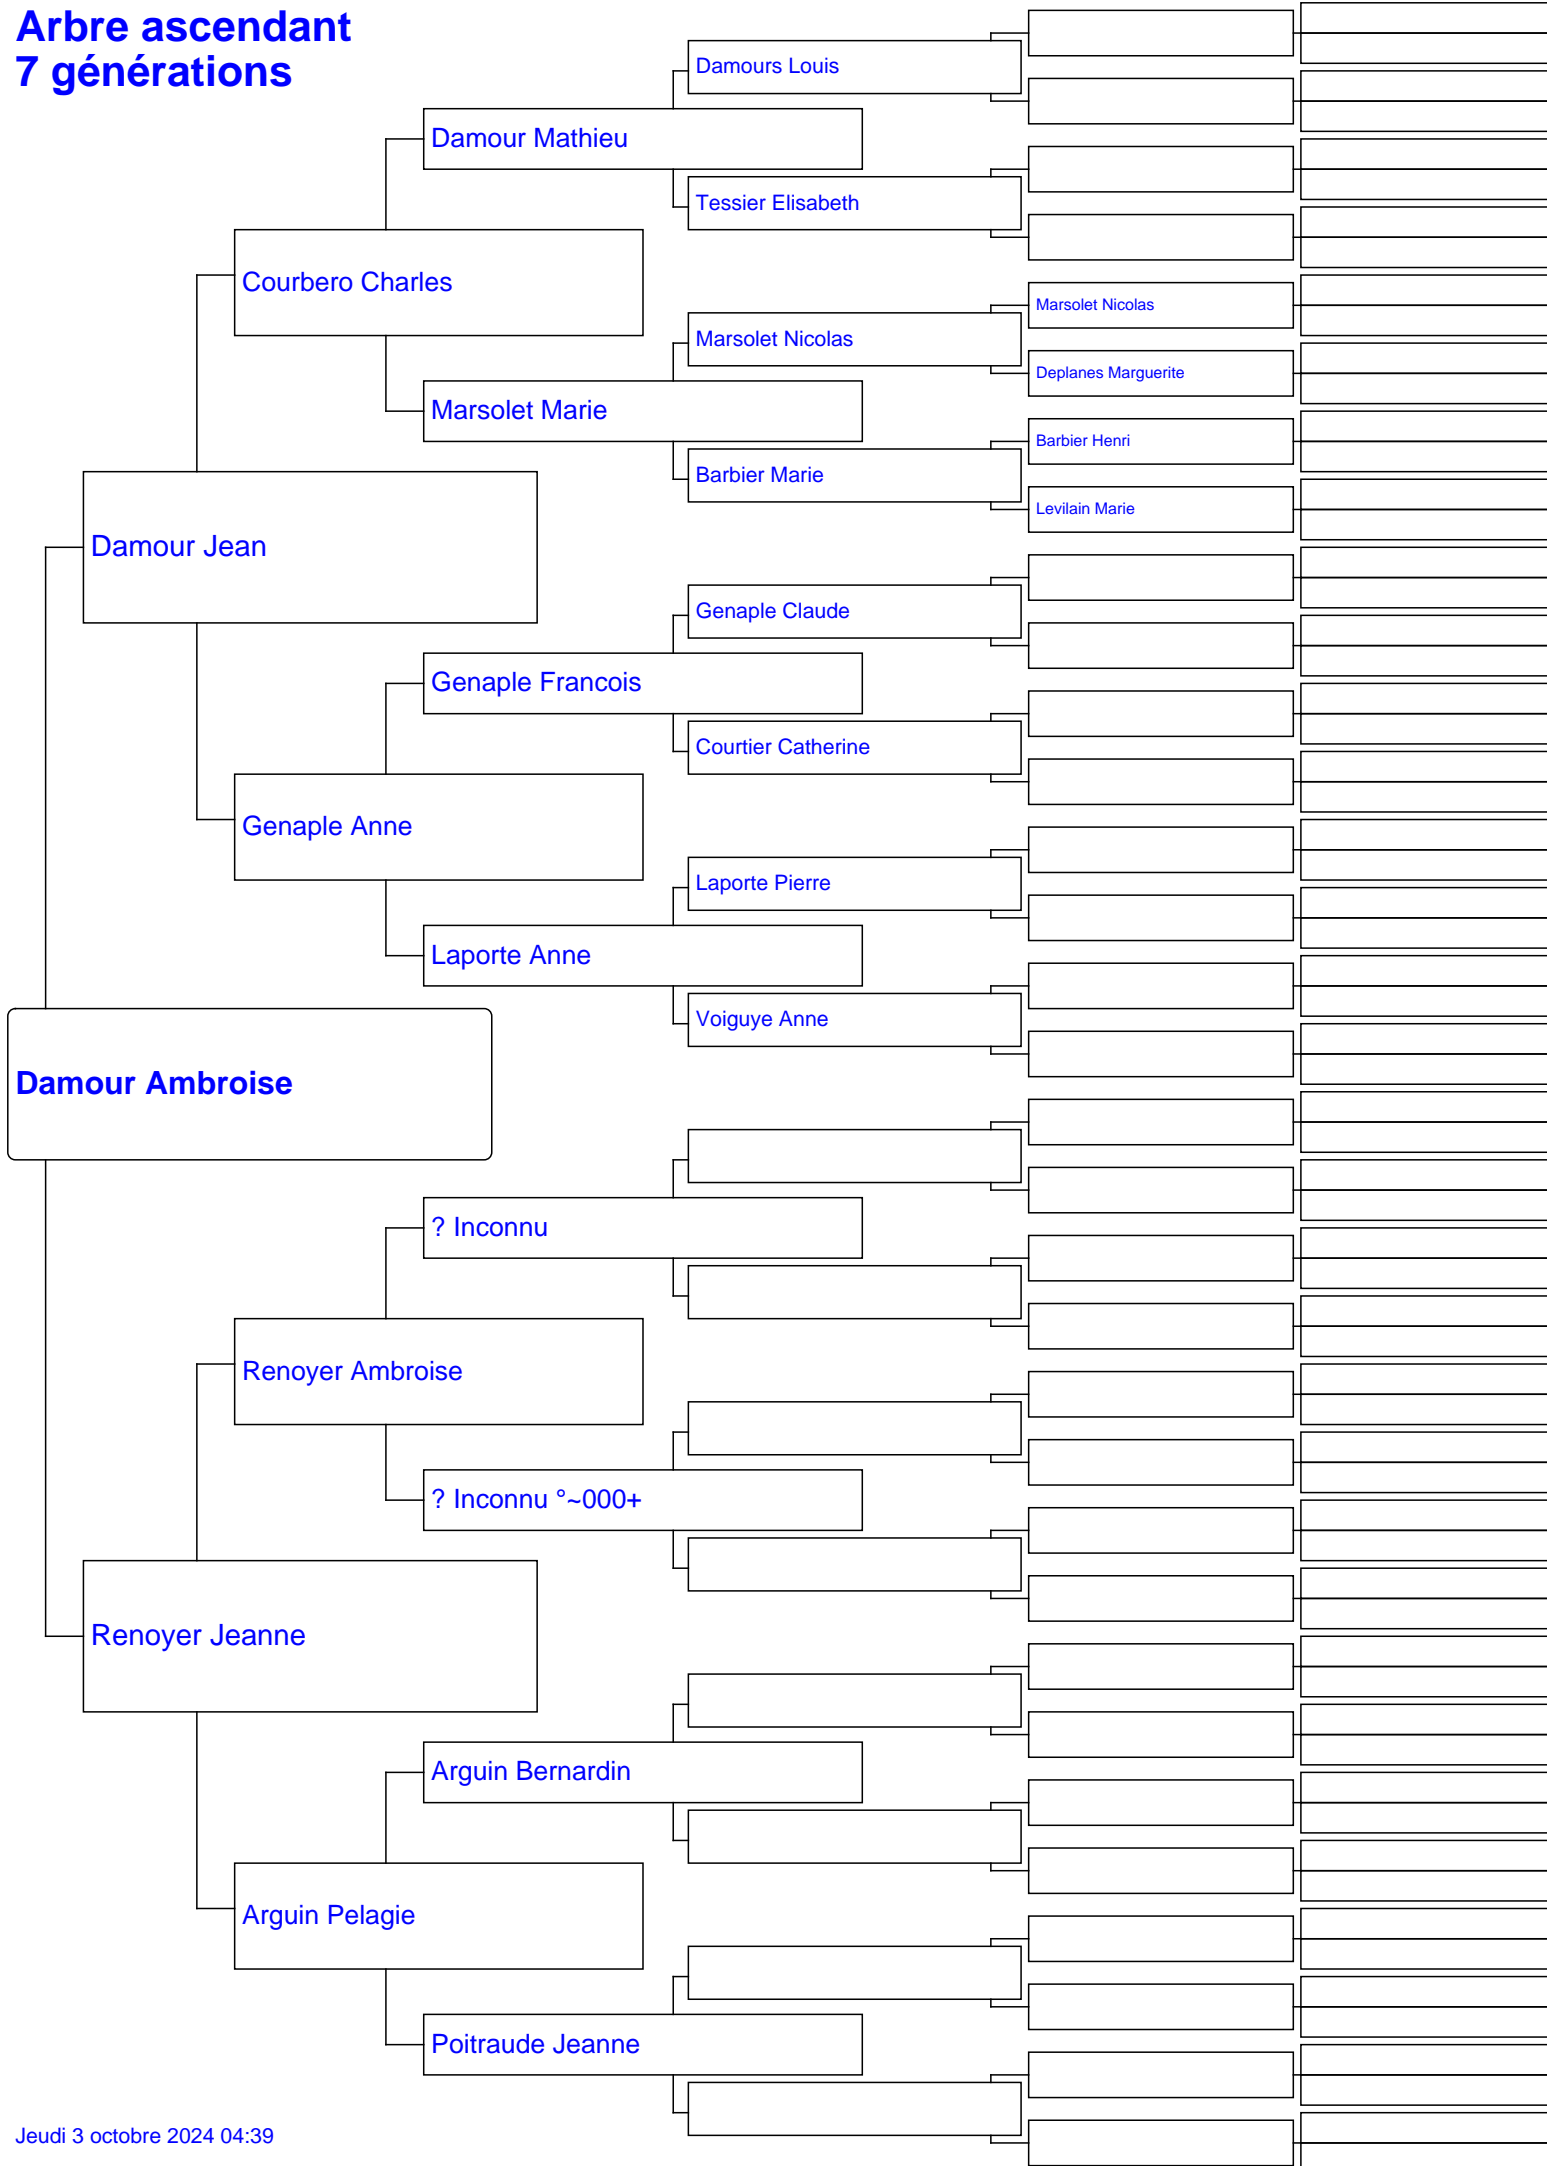 Arbre ascendant
7 générations
Damours Louis
Damour Mathieu
Tessier Elisabeth
Courbero Charles
Marsolet Nicolas
Marsolet Nicolas
Deplanes Marguerite
Marsolet Marie
Barbier Henri
Barbier Marie
Levilain Marie
Damour Jean
Genaple Claude
Genaple Francois
Courtier Catherine
Genaple Anne
Laporte Pierre
Laporte Anne
Voiguye Anne
Damour Ambroise
? Inconnu
Renoyer Ambroise
? Inconnu °~000+
Renoyer Jeanne
Arguin Bernardin
Arguin Pelagie
Poitraude Jeanne
Jeudi 3 octobre 2024 04:39